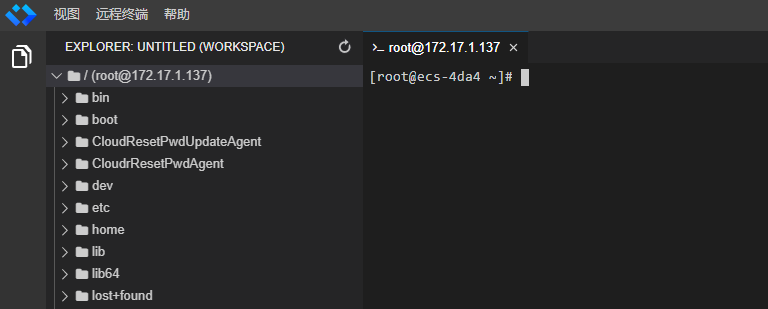 视图 远程终端 帮助
EXPLORER: UNTITLED (WORKSPACE)
/ (root@172.17.1.137)
bin
boot
CloudResetPwdUpdateAgent
CloudrResetPwdAgent
dev
etc
home
lib
lib64
lost+found
>_ root@172.17.1.137 ×
[root@ecs-4da4 ~]#